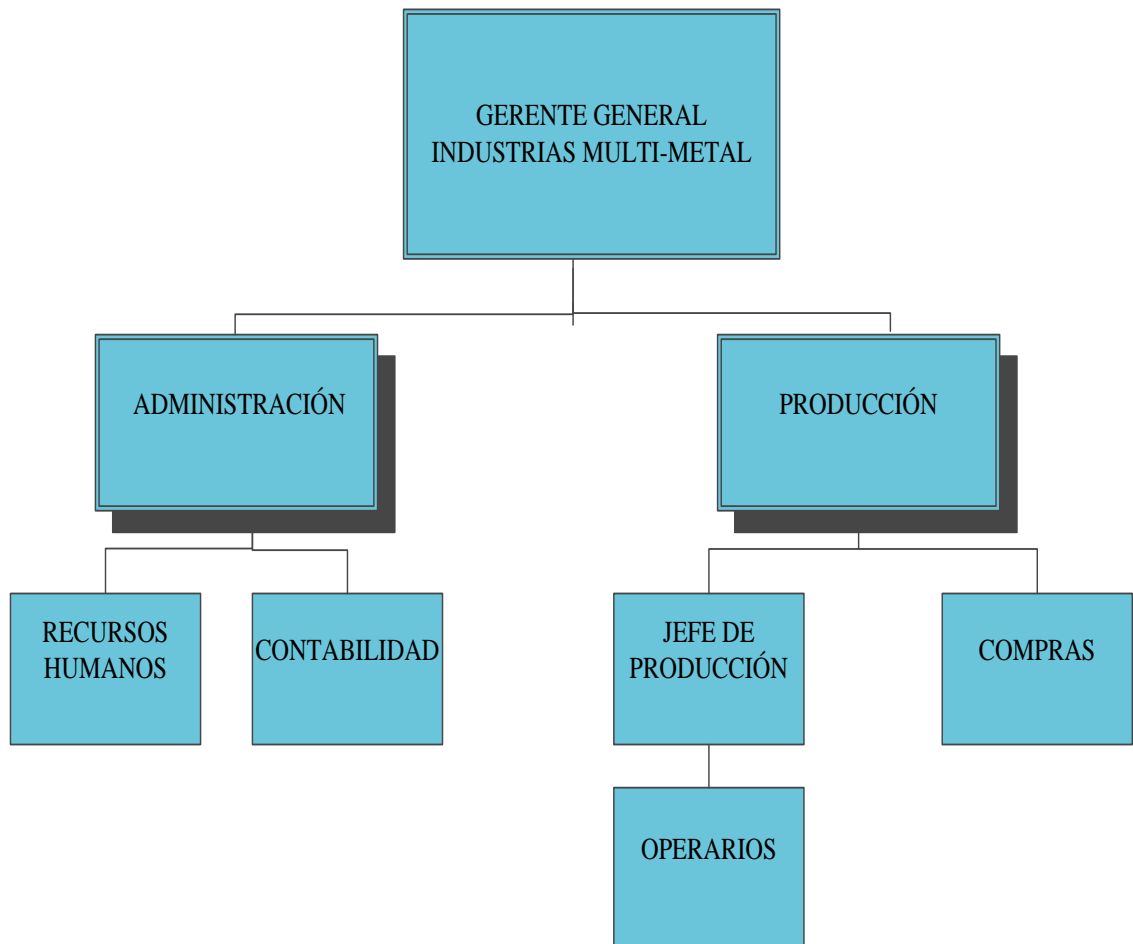 GERENTE GENERAL
INDUSTRIAS MULTI-METAL
ADMINISTRACIÓN
PRODUCCIÓN
RECURSOS
HUMANOS
CONTABILIDAD
JEFE DE
PRODUCCIÓN
COMPRAS
OPERARIOS